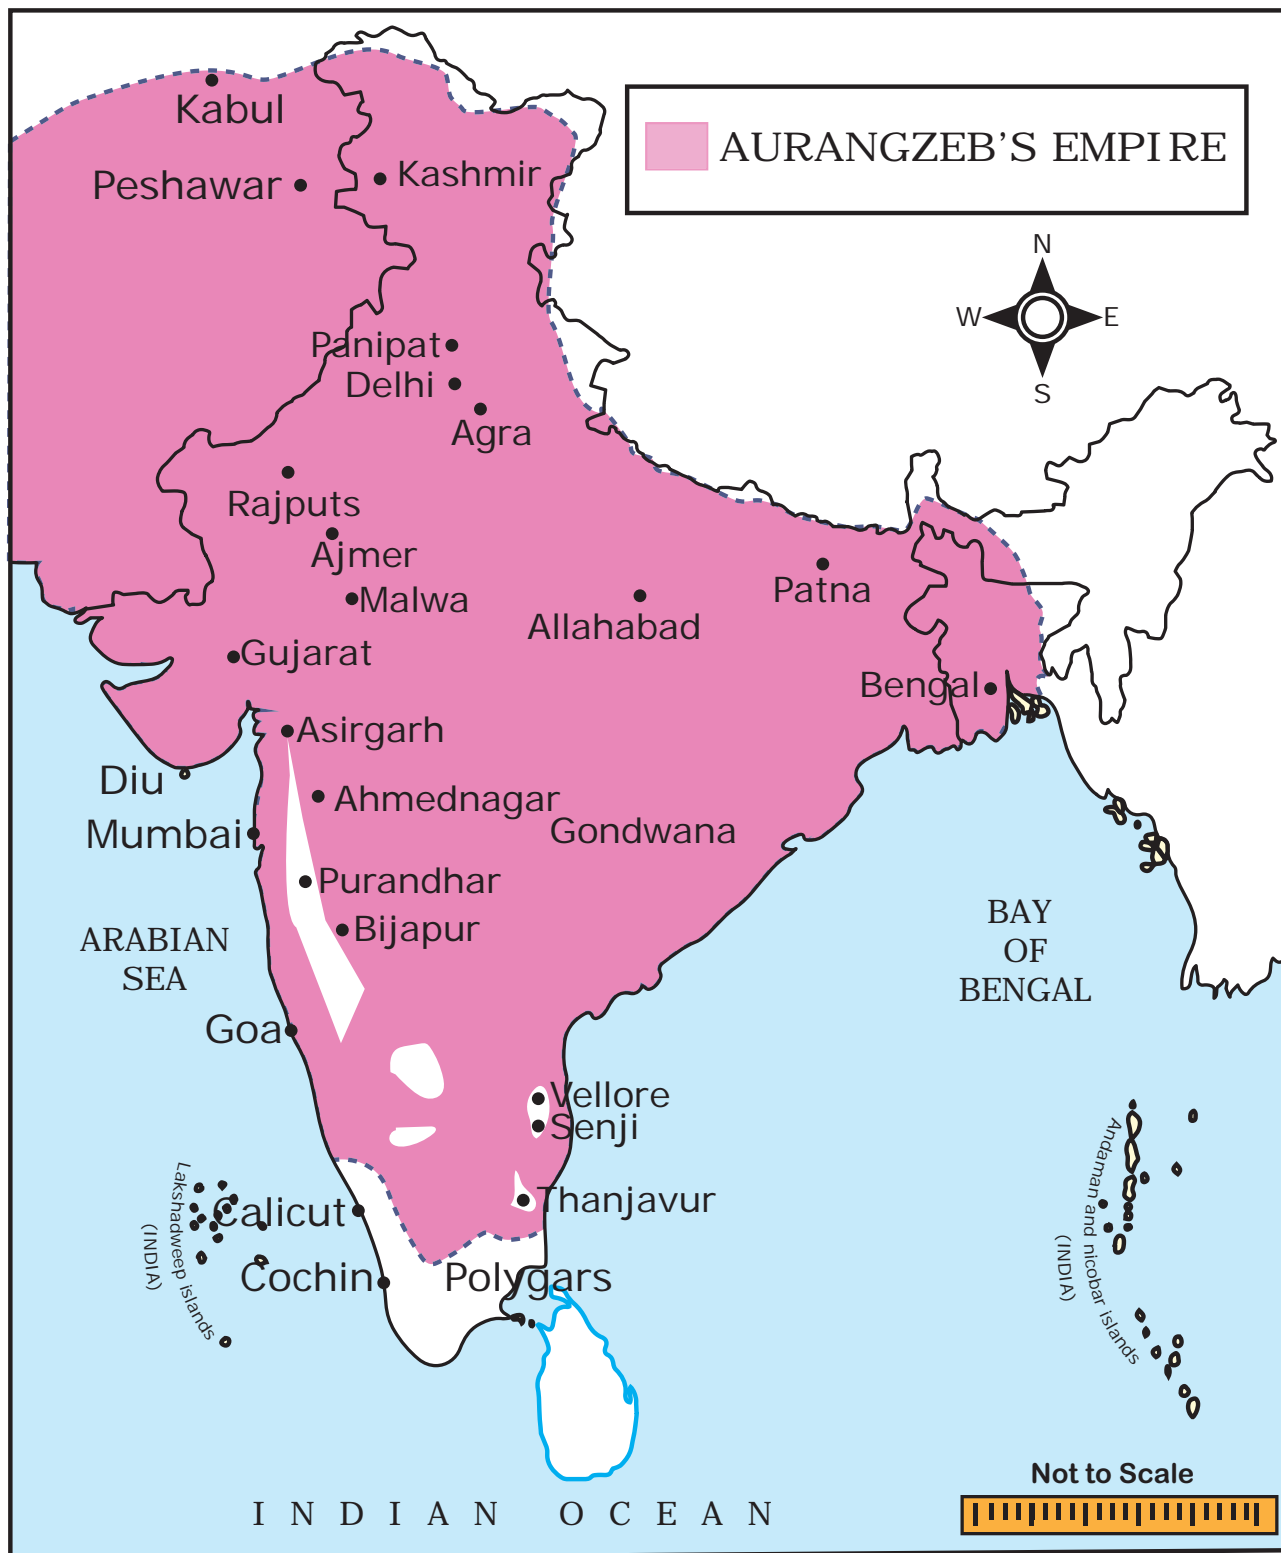 Kabul
AURANGZEB'S EMPIRE
Peshawar
Kashmir
N
W
E
S
Panipat
Delhi
Agra
Rajputs
Ajmer
Malwa
Patna
Allahabad
Gujarat
Bengal
Asirgarh
Diu
Ahmednagar
Mumbai
Gondwana
Purandhar
Bijapur
ARABIAN
SEA
BAY
OF
BENGAL
Goa
Vellore
Senji
Thanjavur
Calicut
Lakshadweep islands
(INDIA)
Andaman and nicobar islands
(INDIA)
Cochin
Polygars
Not to Scale
INDIAN OCEAN